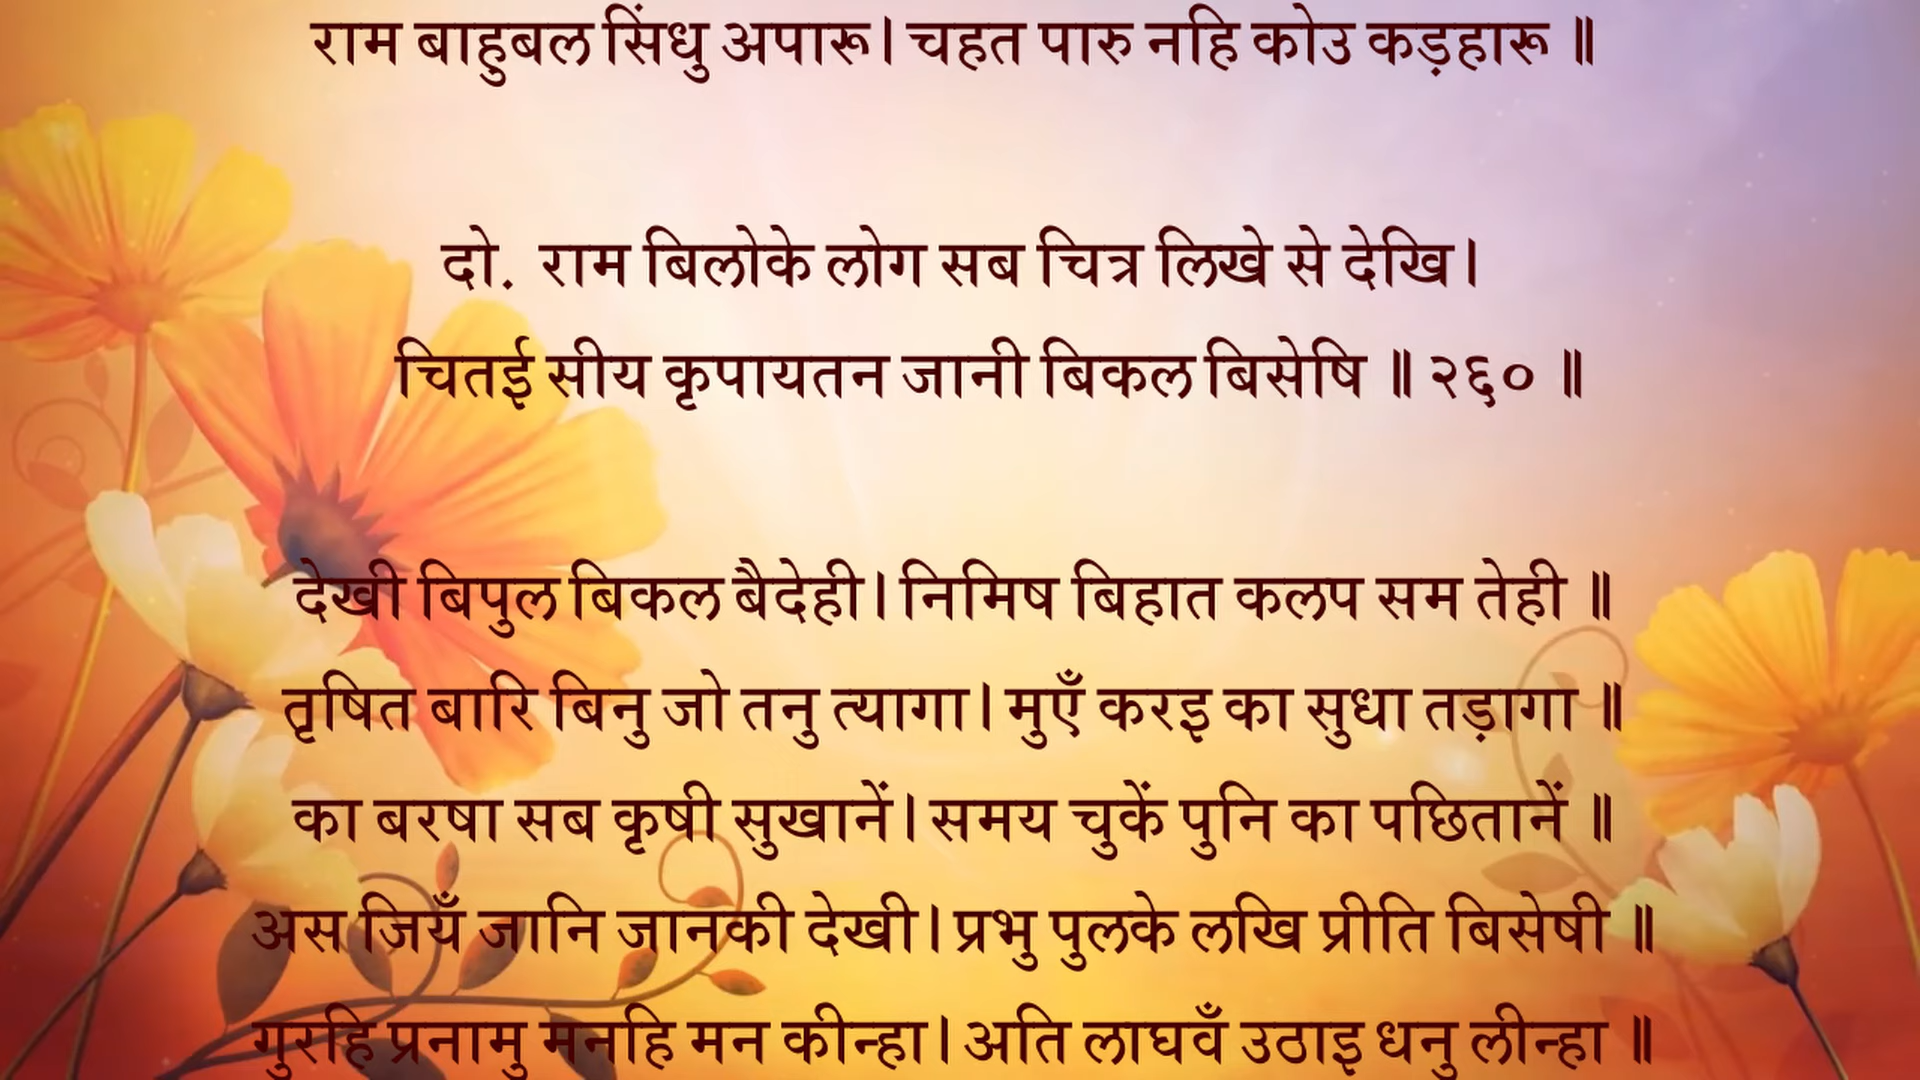 राम बाहुबल सिंधु अपारू। चहत पारु नहि कोउ कड़हारू ॥
दो. राम बिलोके लोग सब चित्र लिखे से देखि।
चितई सीय कृपायतन जानी बिकल बिसेषि ॥ २६० ॥
देखी बिपुल बिकल बैदेही। निमिष बिहात कलप सम तेही ॥
तृषित बारि बिनु जो तनु त्यागा। मुएँ करइ का सुधा तड़ागा ॥
का बरषा सब कृषी सुखानें। समय चुकें पुनि का पछितानें ॥
अस जियँ जानि जानकी देखी। प्रभु पुलके लखि प्रीति बिसेषी ॥
गुरहि प्रनामु मनहि मन कीन्हा। अति लाघवँ उठाइ धनु लीन्हा ॥